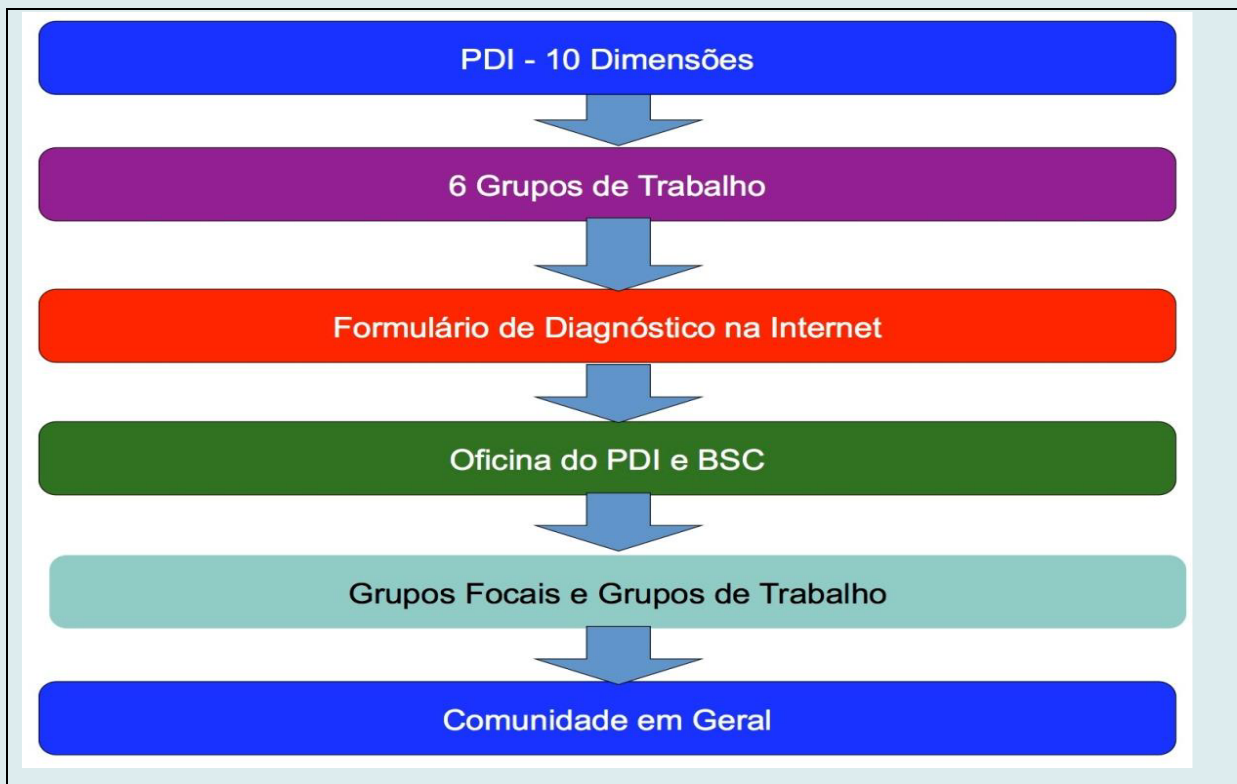 PDI - 10 Dimensões
6 Grupos de Trabalho
Formulário de Diagnóstico na Internet
Oficina do PDI e BSC
Grupos Focais e Grupos de Trabalho
Comunidade em Geral